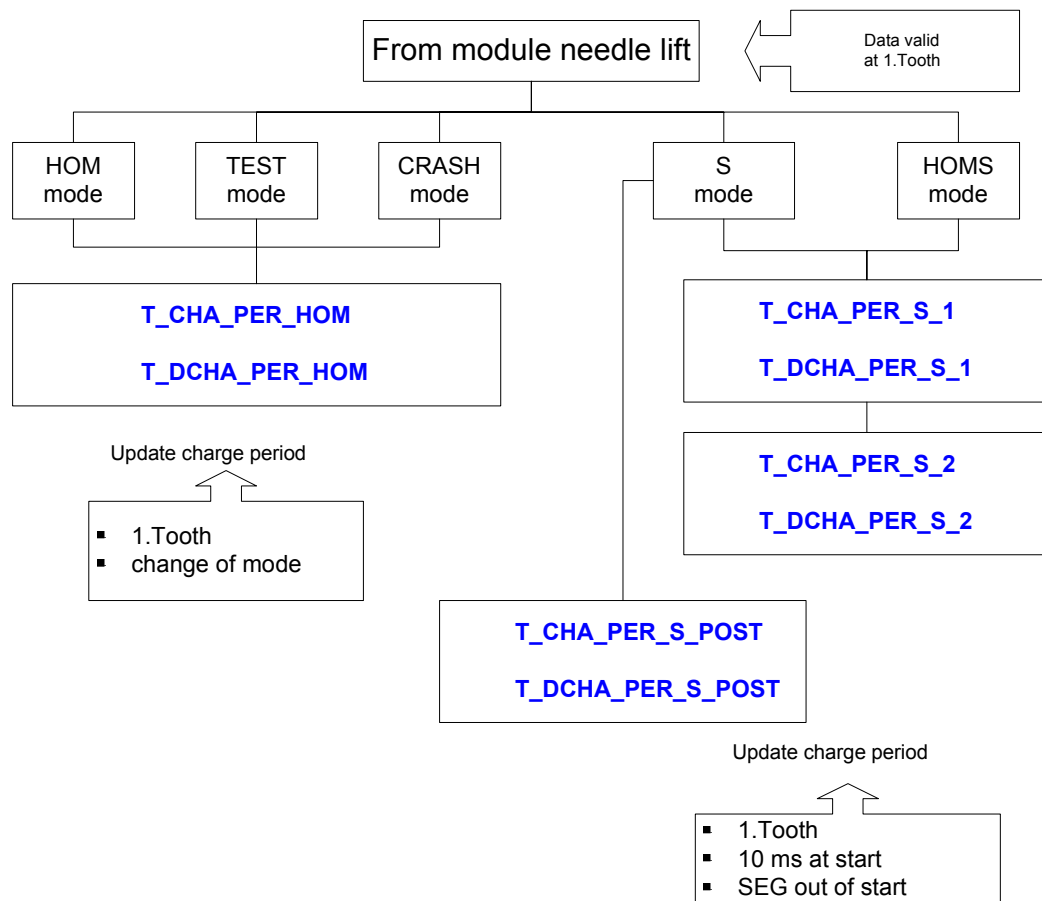 From module needle lift
Data valid
at 1.Tooth
HOM
mode
TEST
mode
CRASH
mode
S
mode
HOMS
mode
T_CHA_PER_HOM
T_DCHA_PER_HOM
T_CHA_PER_S_1
T_DCHA_PER_S_1
T_CHA_PER_S_2
T_DCHA_PER_S_2
Update charge period
▪ 1.Tooth
▪ change of mode
T_CHA_PER_S_POST
T_DCHA_PER_S_POST
Update charge period
▪ 1.Tooth
▪ 10 ms at start
▪ SEG out of start